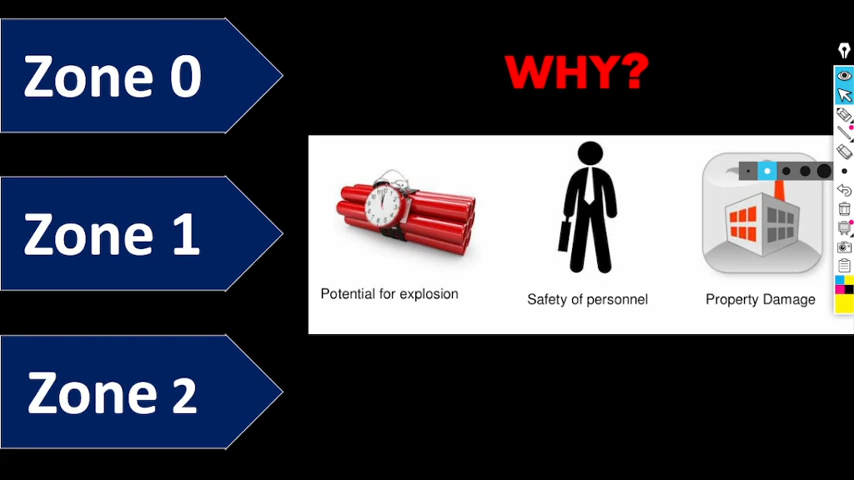 Zone 0
WHY?
Zone 1
Potential for explosion
Safety of personnel
Property Damage
Zone 2